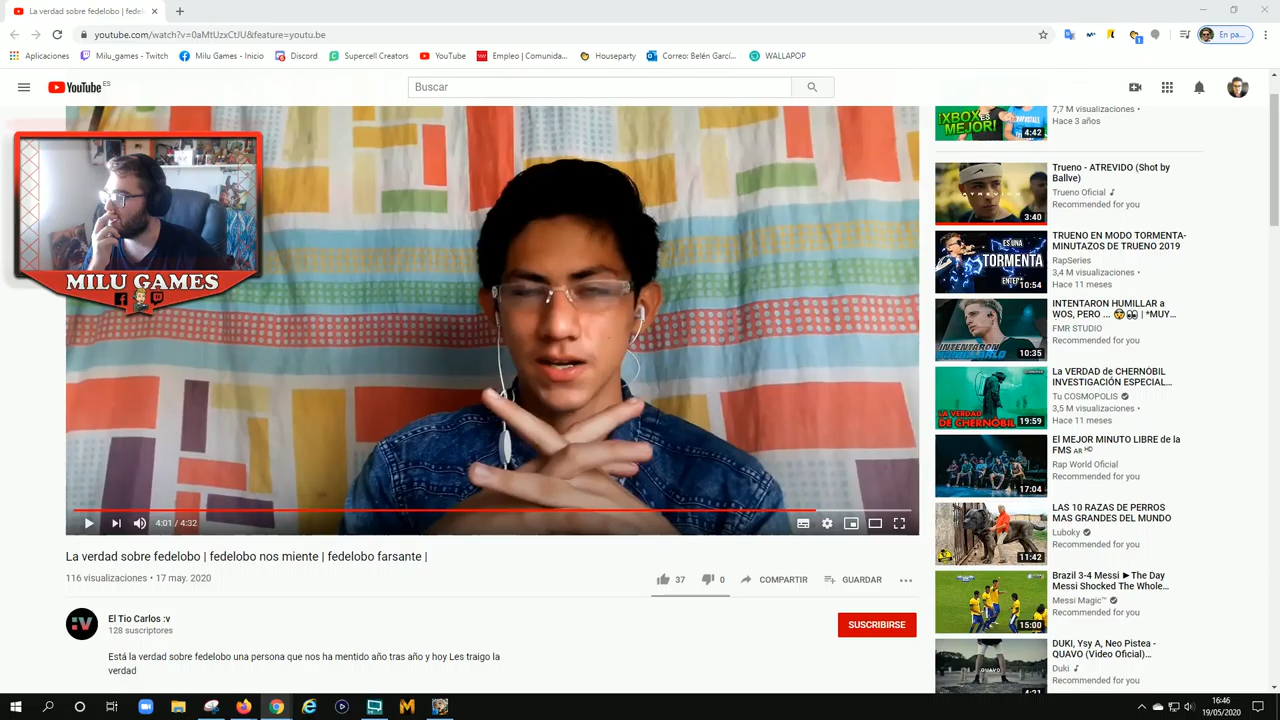 La verdad sobre fedelobo | fedelo
youtube.com/watch?v=0aMtUzxCtJU&feature=youtu.be
En pa...
Aplicaciones
Milu_games - Twitch
Milu Games - Inicio
Discord
Supercell Creators
YouTube
Empleo | Comunida...
Houseparty
Correo: Belén Garcí...
WALLAPOP
YouTube ES
Buscar
¡XBOX ES
MEJOR!
4:42
7,7 M visualizaciones •
Hace 3 años
MILU GAMES
ATREVIDO
3:40
Trueno - ATREVIDO (Shot by
Ballve)
Trueno Oficial
Recommended for you
ES UNA
TORMENTA
10:54
TRUENO EN MODO TORMENTA-
MINUTAZOS DE TRUENO 2019
RapSeries
3,4 M visualizaciones •
Hace 11 meses
INTENTARON
HUMILLARLO
10:35
INTENTARON HUMILLAR a
WOS, PERO ... 👀 | *MUY...
FMR STUDIO
Recommended for you
LA VERDAD
DE CHERNÓBIL
19:59
La VERDAD de CHERNÓBIL
INVESTIGACIÓN ESPECIAL...
Tu COSMOPOLIS
3,5 M visualizaciones •
Hace 11 meses
17:04
El MEJOR MINUTO LIBRE de la
FMS AR HD
Rap World Oficial
Recommended for you
11:42
LAS 10 RAZAS DE PERROS
MAS GRANDES DEL MUNDO
Luboky
Recommended for you
15:00
Brazil 3-4 Messi ►The Day
Messi Shocked The Whole...
Messi Magic™
Recommended for you
QUAVO
4:21
DUKI, Ysy A, Neo Pistea -
QUAVO (Video Oficial)...
Duki
Recommended for you
4:01 / 4:32
La verdad sobre fedelobo | fedelobo nos miente | fedelobo farsante |
116 visualizaciones • 17 may. 2020
37
0
COMPARTIR
GUARDAR
El Tio Carlos :v
128 suscriptores
SUSCRIBIRSE
Está la verdad sobre fedelobo una persona que nos ha mentido año tras año y hoy Les traigo la
verdad
16:46
19/05/2020